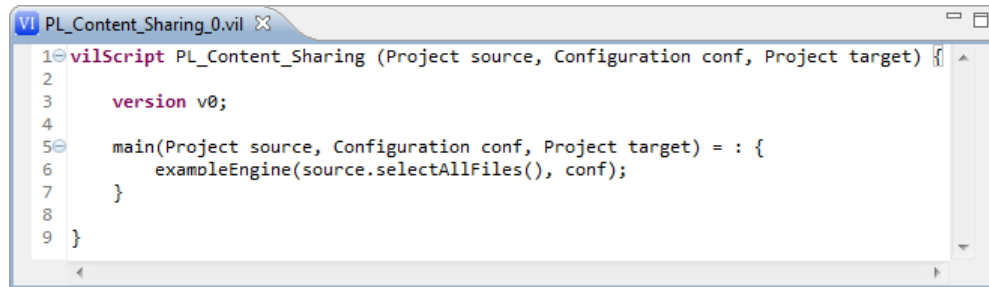 VI PL_Content_Sharing_0.vil
1 vilScript PL_Content_Sharing (Project source, Configuration conf, Project target) {
2
3     version v0;
4
5     main(Project source, Configuration conf, Project target) = : {
6         exampleEngine(source.selectAllFiles(), conf);
7     }
8
9 }